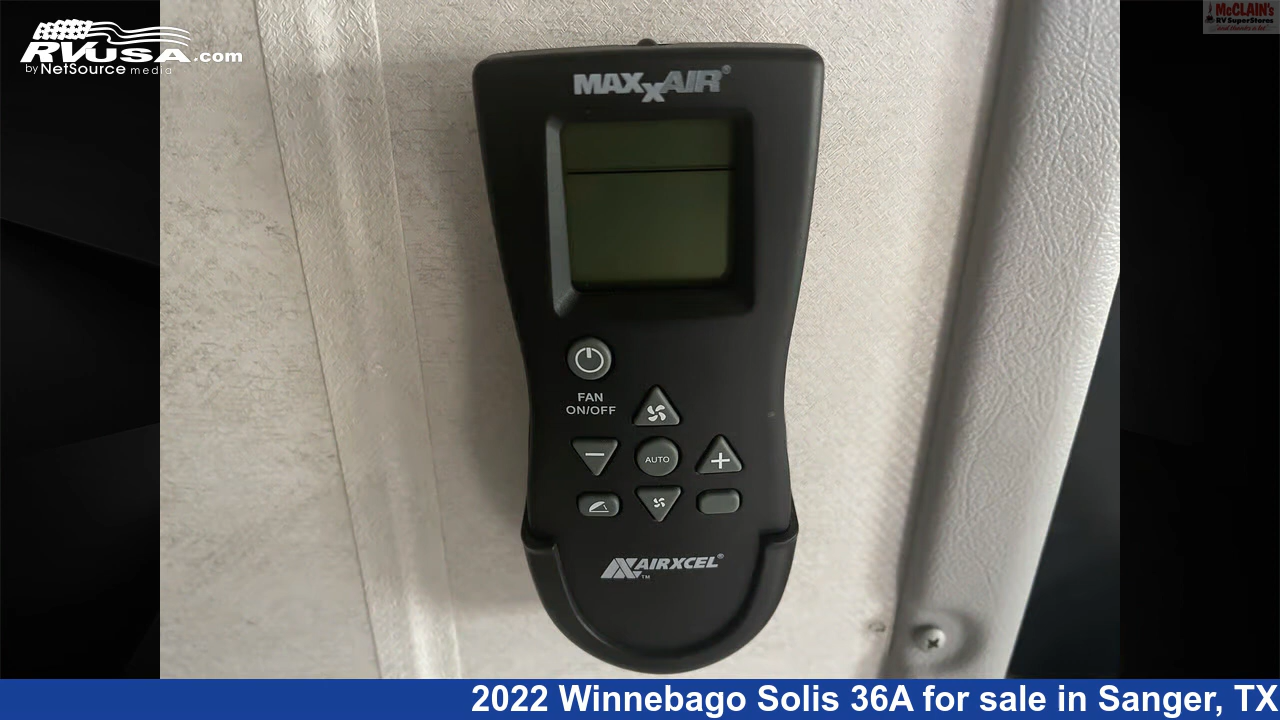 RVUSA.com
by NetSource media
McCLAIN's
RV SuperStores
MAXXAIR®
FAN
ON/OFF
AUTO
AIRXCEL®
TM
2022 Winnebago Solis 36A for sale in Sanger, TX